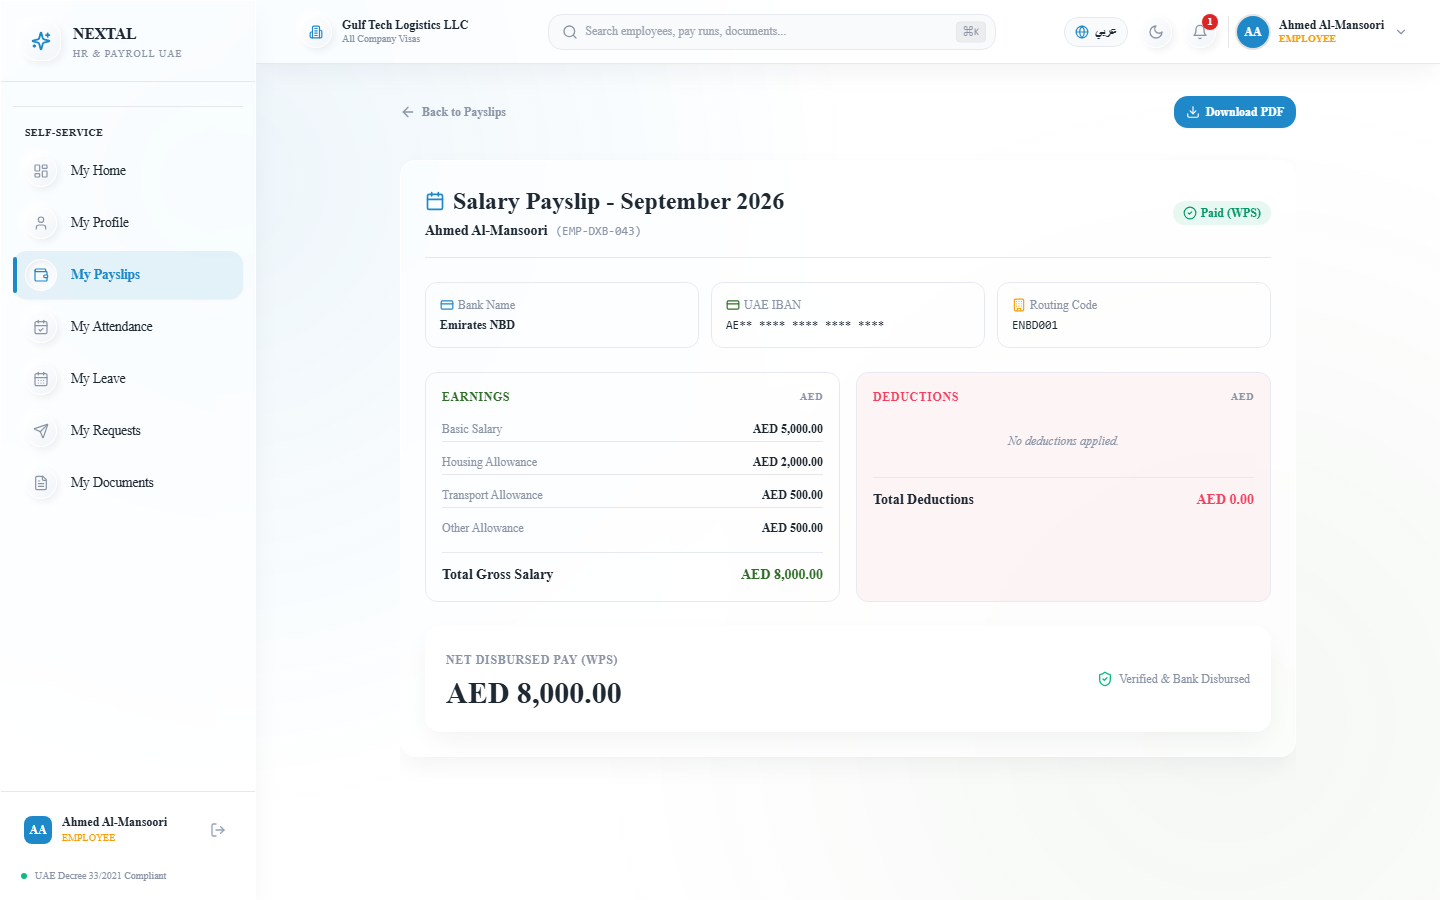 NEXTAL
HR & PAYROLL UAE
SELF-SERVICE
My Home
My Profile
My Payslips
My Attendance
My Leave
My Requests
My Documents
AA
Ahmed Al-Mansoori
EMPLOYEE
UAE Decree 33/2021 Compliant
Gulf Tech Logistics LLC
All Company Visas
Search employees, pay runs, documents...
⌘K
عربي
1
AA
Ahmed Al-Mansoori
EMPLOYEE
Back to Payslips
Download PDF
Salary Payslip - September 2026
Ahmed Al-Mansoori (EMP-DXB-043)
Paid (WPS)
Bank Name
Emirates NBD
UAE IBAN
AE** **** **** **** ****
Routing Code
ENBD001
EARNINGS AED
Basic Salary AED 5,000.00
Housing Allowance AED 2,000.00
Transport Allowance AED 500.00
Other Allowance AED 500.00
Total Gross Salary AED 8,000.00
DEDUCTIONS AED
No deductions applied.
Total Deductions AED 0.00
NET DISBURSED PAY (WPS)
AED 8,000.00
Verified & Bank Disbursed